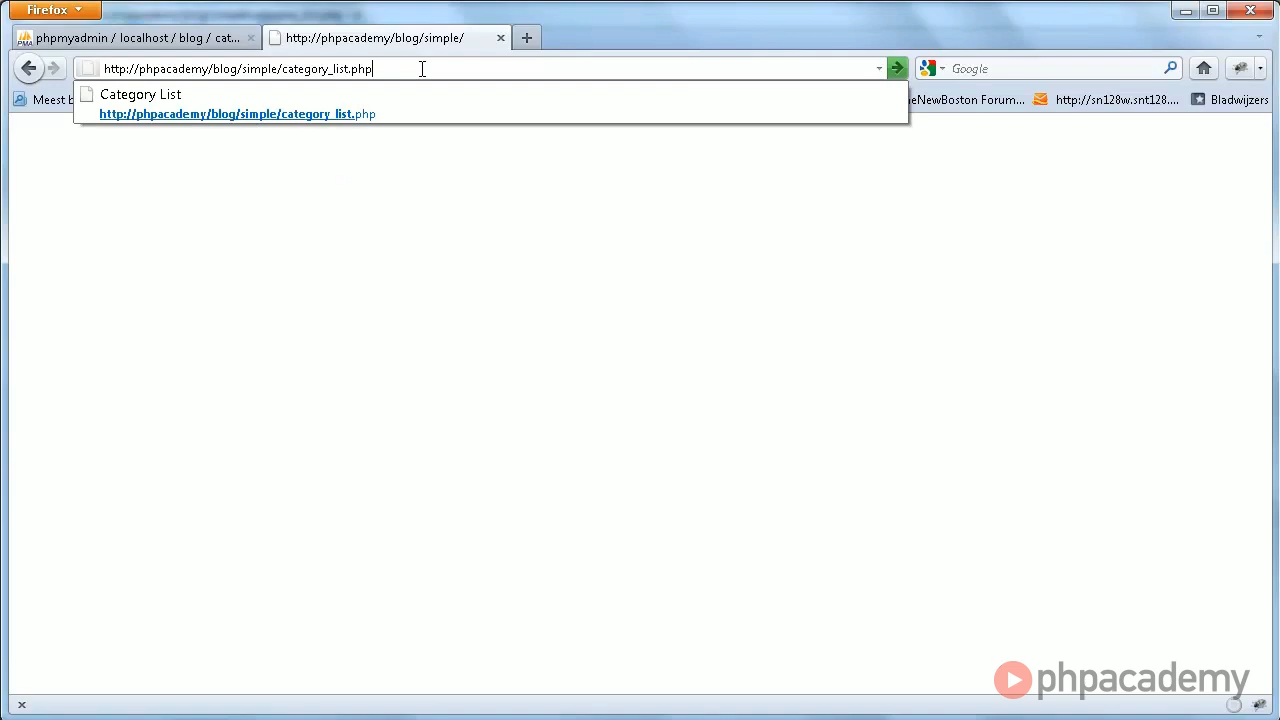 Firefox
phpmyadmin / localhost / blog / cat...
http://phpacademy/blog/simple/
http://phpacademy/blog/simple/category_list.php
Google
Category List
http://phpacademy/blog/simple/category_list.php
Meest
eNewBoston Forum...
http://sn128w.snt128....
Bladwijzers
phpacademy